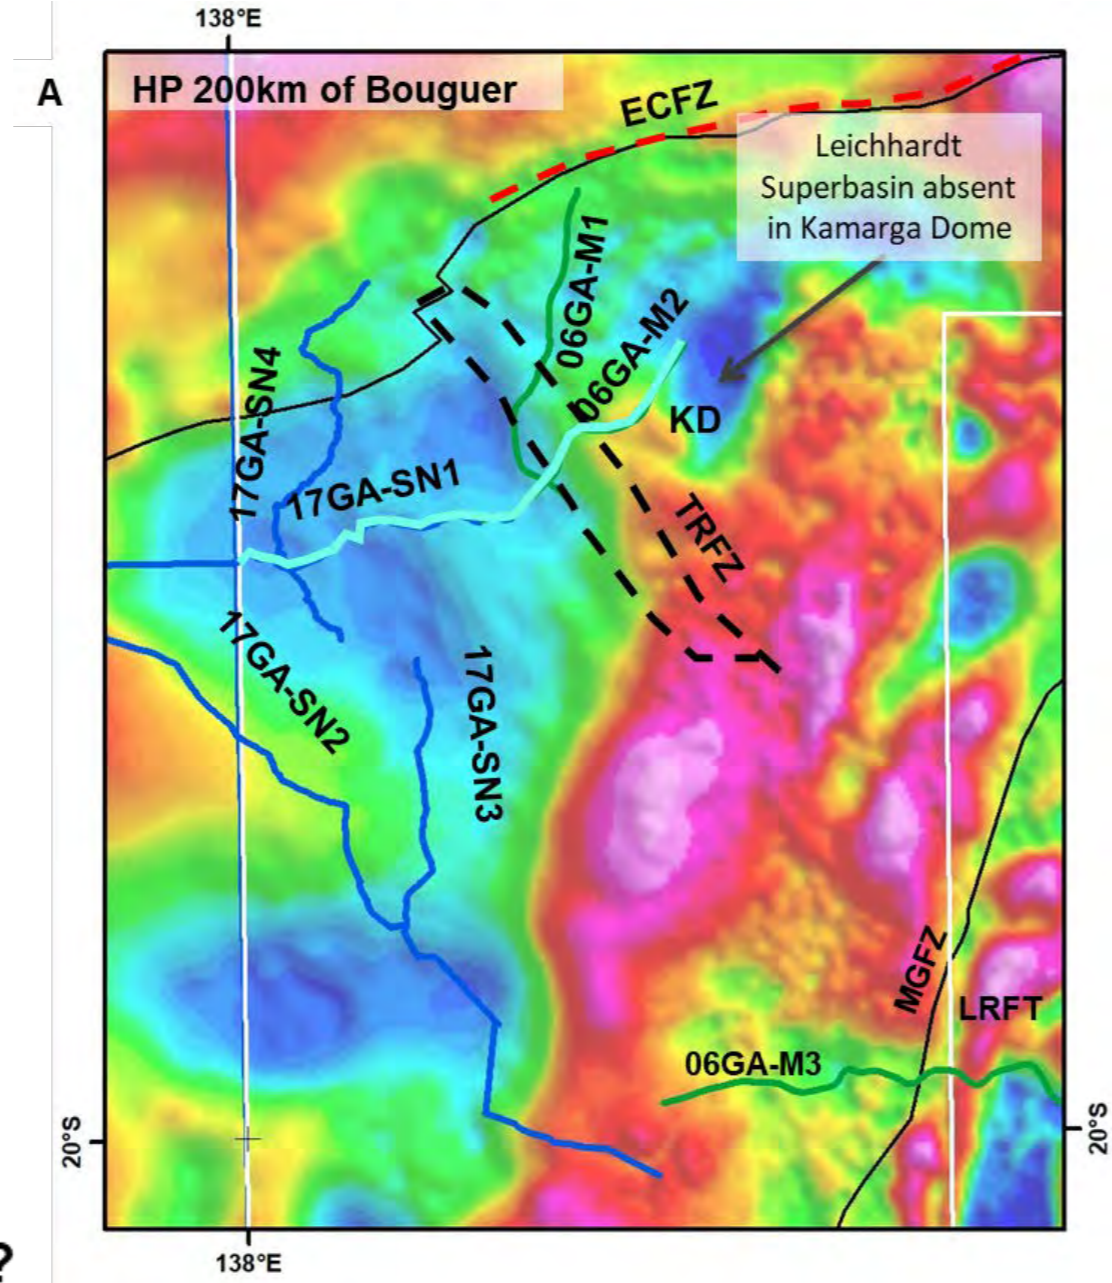 138°E
A
HP 200km of Bouguer
ECFZ
Leichhardt
Superbasin absent
in Kamarga Dome
06GA-M1
06GA-M2
17GA-SN4
KD
17GA-SN1
TRFZ
17GA-SN2
17GA-SN3
MGFZ
LRFT
06GA-M3
20°S
20°S
?
138°E